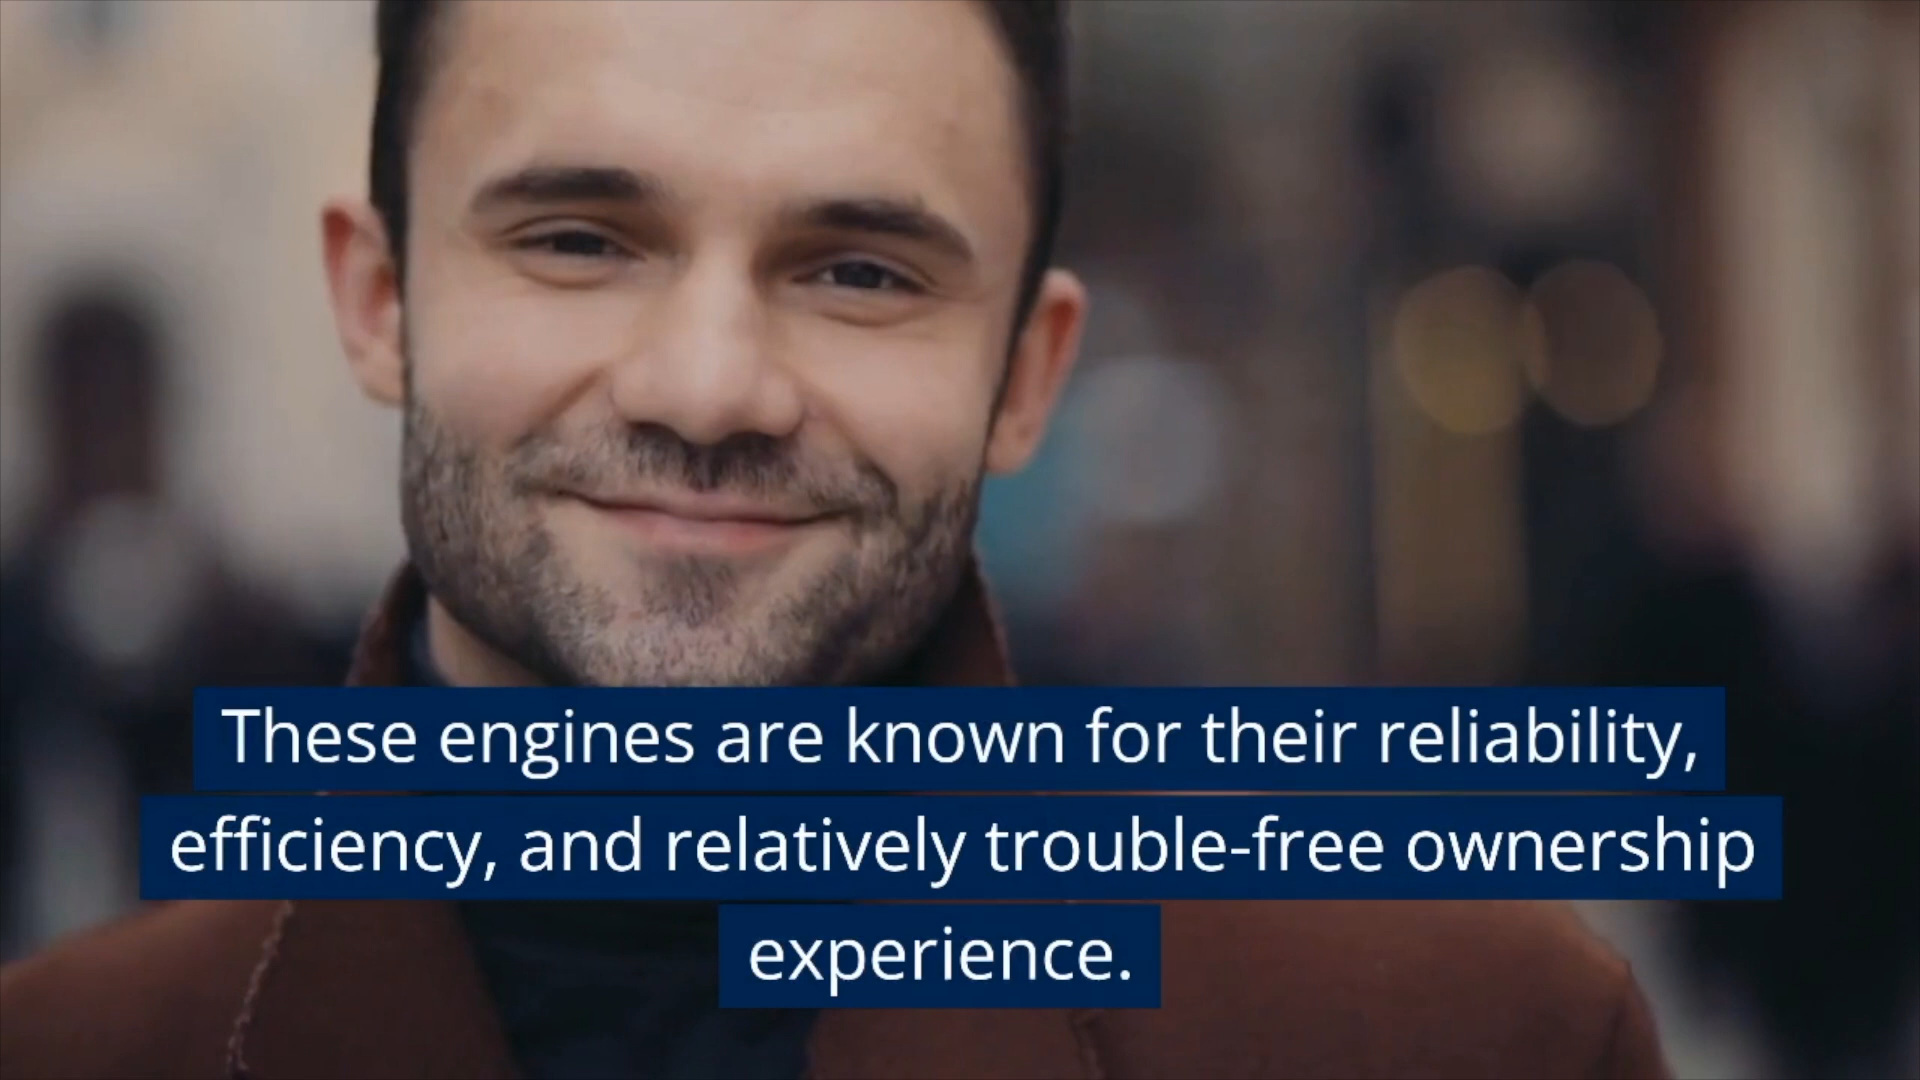 These engines are known for their reliability,
efficiency, and relatively trouble-free ownership
experience.